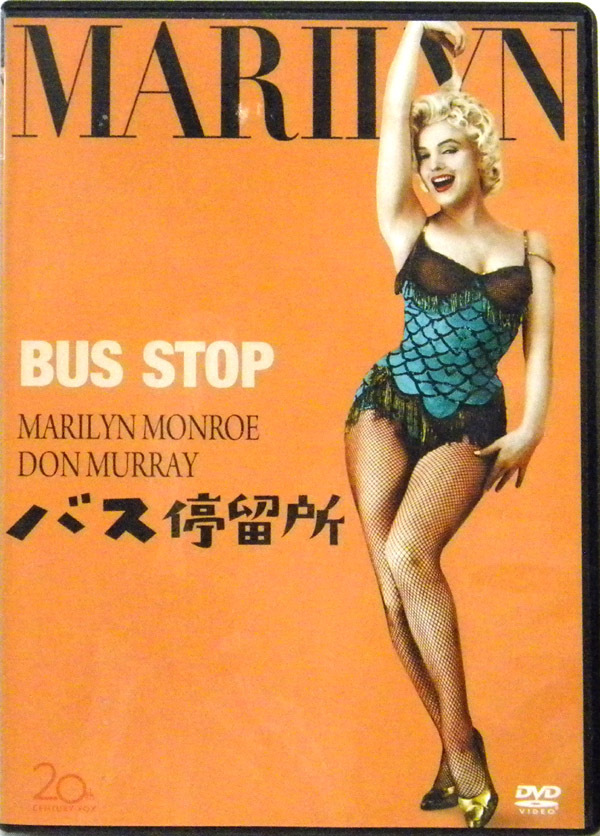 MARILYN
BUS STOP
MARILYN MONROE
DON MURRAY
バス停留所
20th
CENTURY FOX
DVD
VIDEO